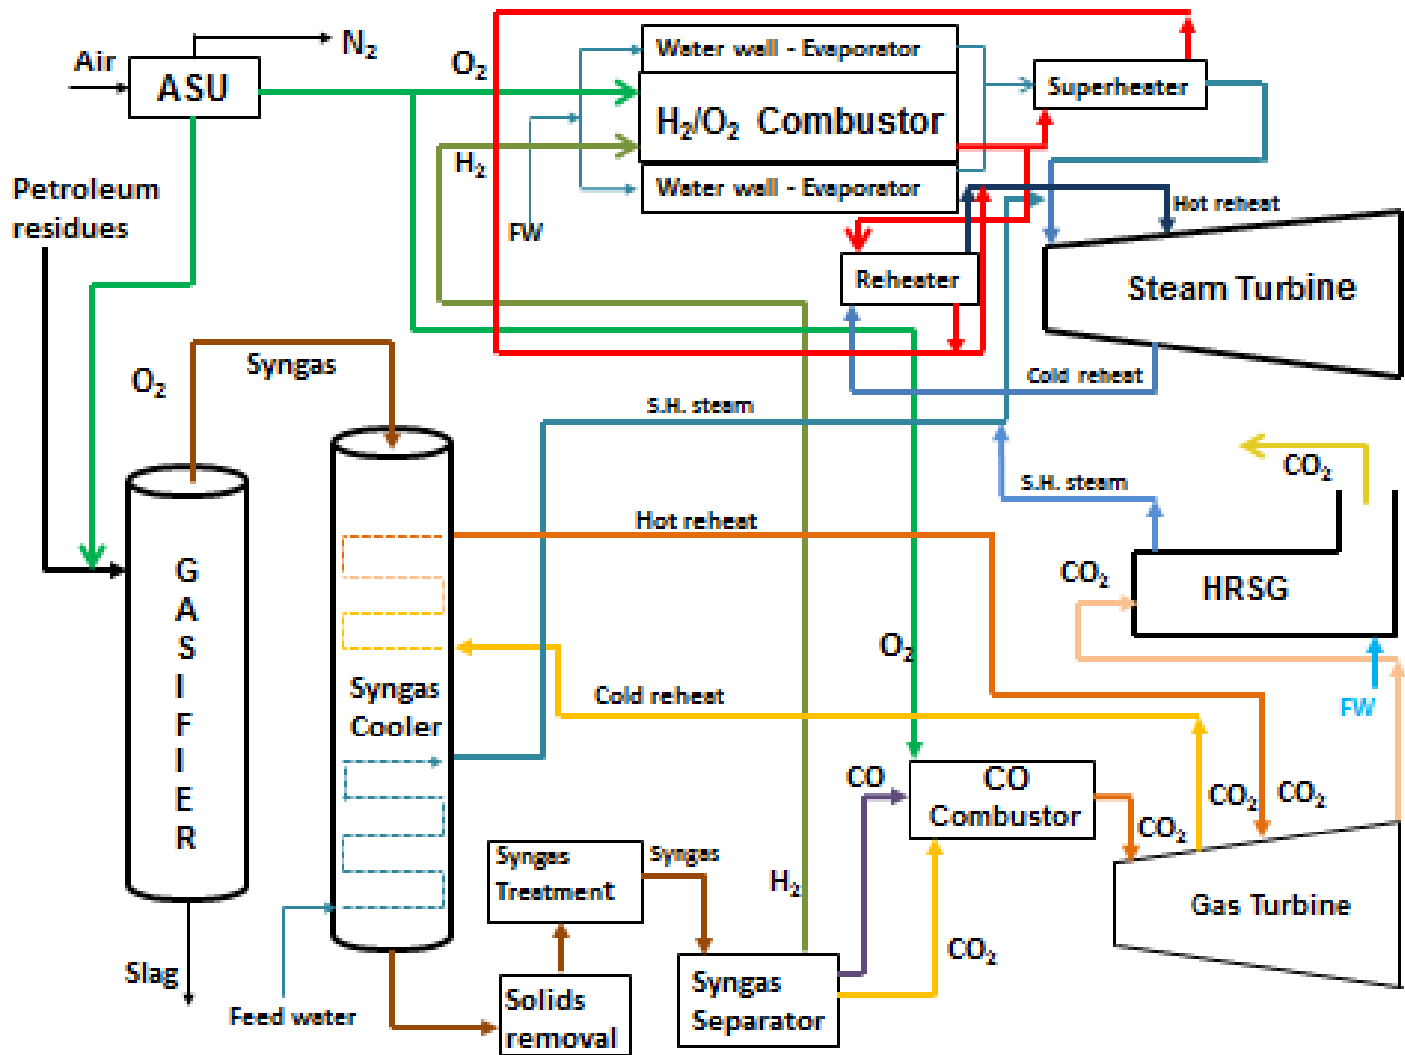 N₂
Air
ASU
O₂
Water wall - Evaporator
H₂/O₂ Combustor
Water wall - Evaporator
Superheater
H₂
FW
Petroleum
residues
Hot reheat
Steam Turbine
Reheater
Cold reheat
O₂
Syngas
S.H. steam
CO₂
S.H. steam
Hot reheat
CO₂
HRSG
FW
GASIFIER
O₂
Syngas
Cooler
Cold reheat
CO
CO
Combustor
CO₂
CO₂
CO₂
Gas Turbine
Syngas
Treatment
Syngas
H₂
CO₂
Syngas
Separator
Slag
Feed water
Solids
removal